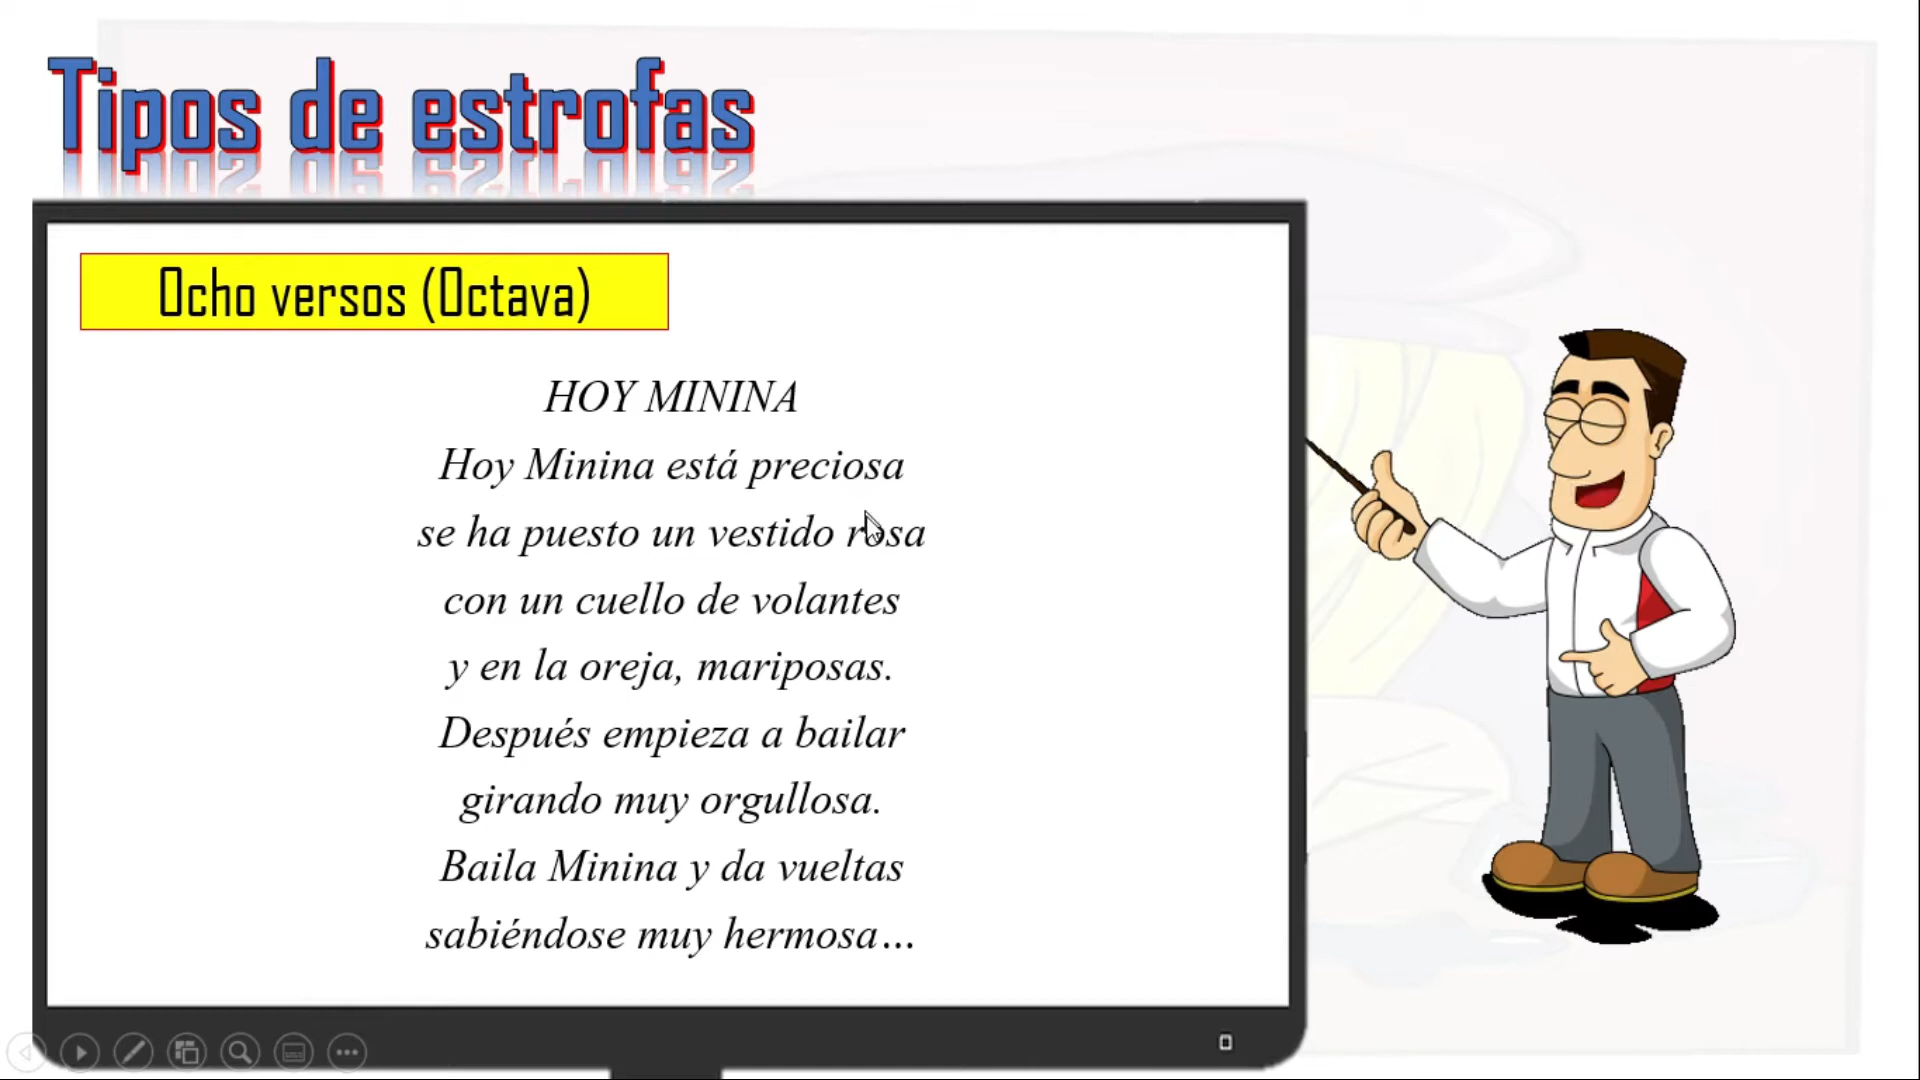 Tipos de estrofas
Ocho versos (Octava)
HOY MININA
Hoy Minina está preciosa
se ha puesto un vestido rosa
con un cuello de volantes
y en la oreja, mariposas.
Después empieza a bailar
girando muy orgullosa.
Baila Minina y da vueltas
sabiéndose muy hermosa…